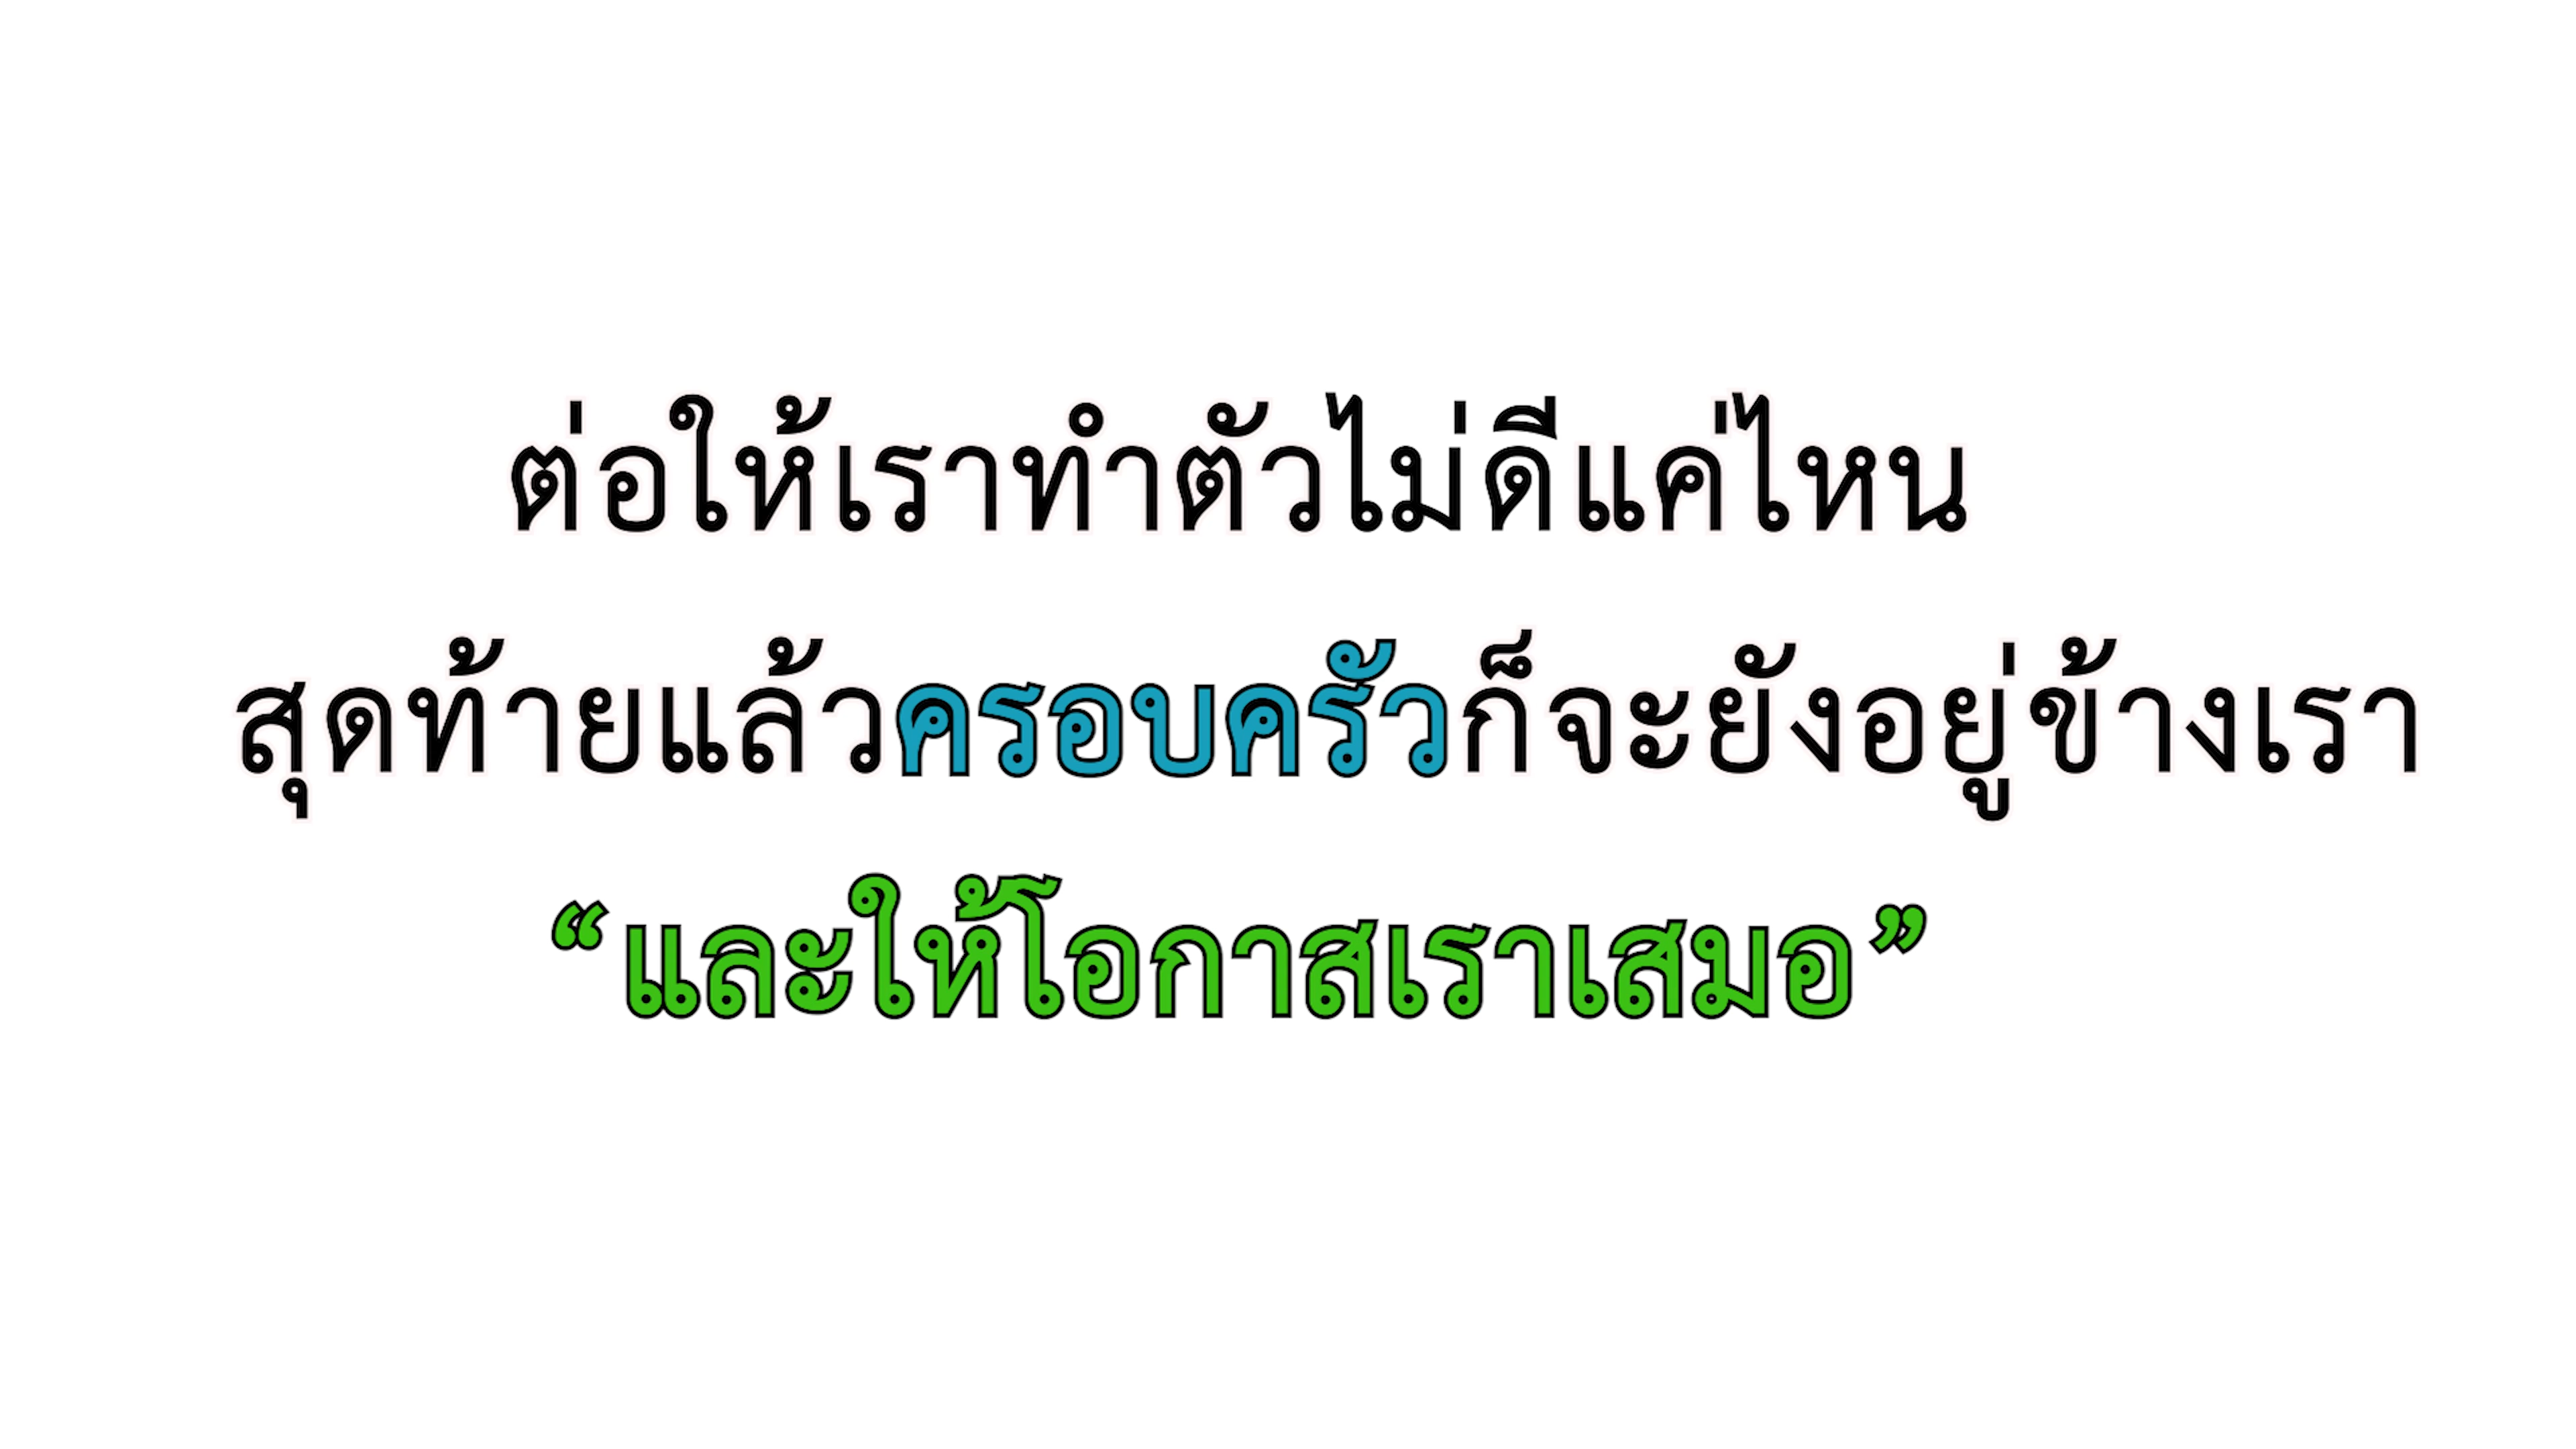 ต่อให้เราทำตัวไม่ดีแค่ไหน
สุดท้ายแล้วครอบครัวก็จะยังอยู่ข้างเรา
“และให้โอกาสเราเสมอ”